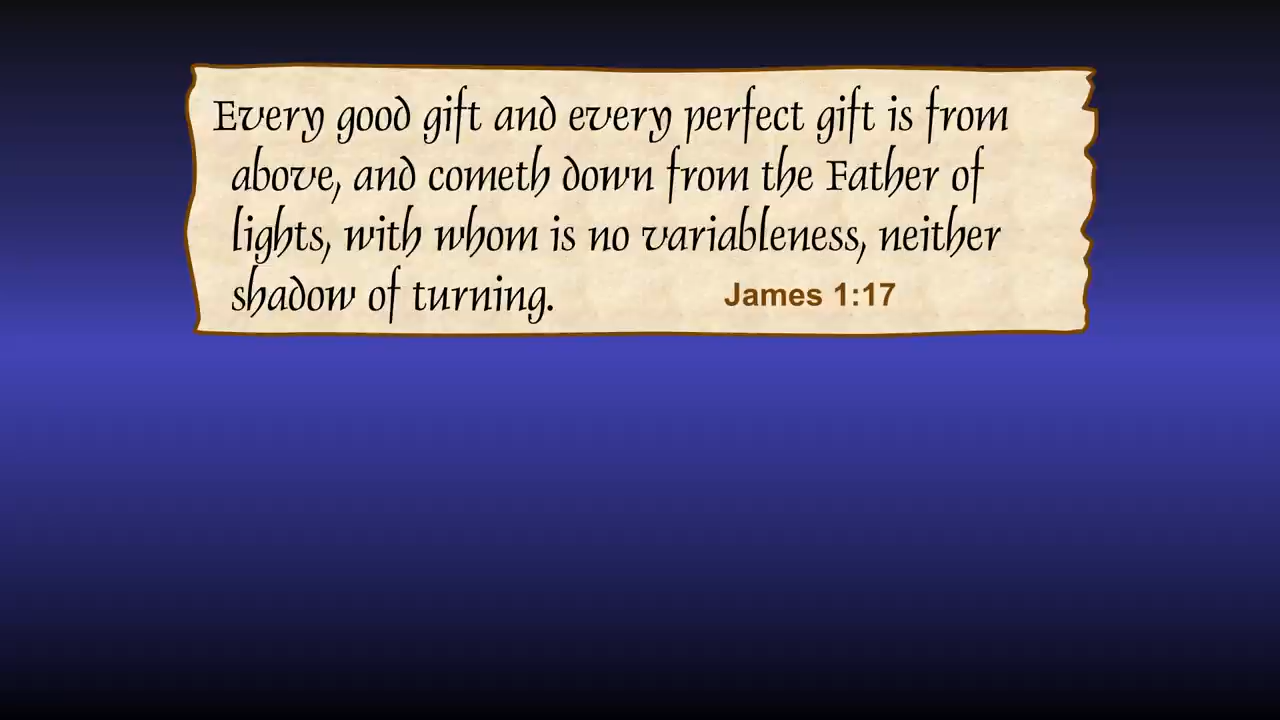 Every good gift and every perfect gift is from
above, and cometh down from the Father of
lights, with whom is no variableness, neither
shadow of turning. James 1:17